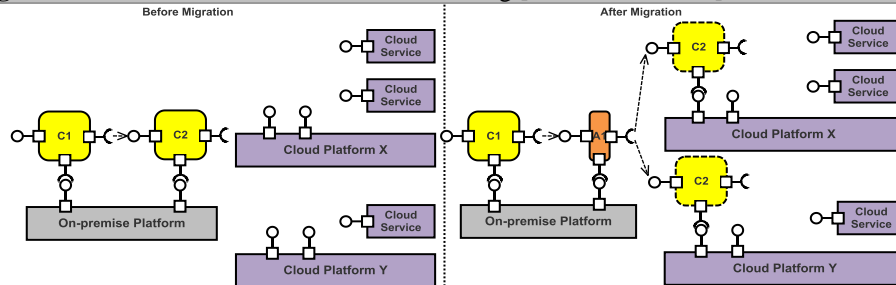 Before Migration
Cloud
Service
Cloud
Service
C1
C2
Cloud Platform X
On-premise Platform
Cloud
Service
Cloud Platform Y
After Migration
C2
Cloud
Service
Cloud
Service
C1
A1
Cloud Platform X
C2
On-premise Platform
Cloud
Service
Cloud Platform Y